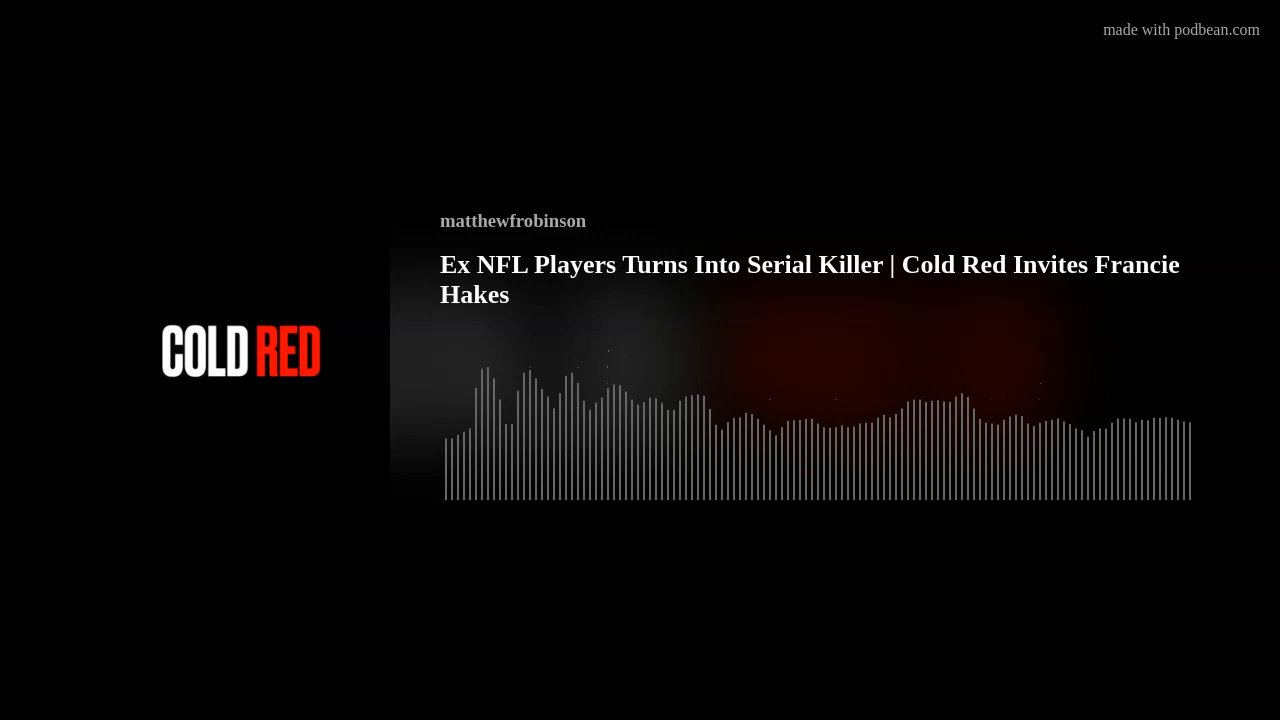 made with podbean.com
matthewfrobinson
Ex NFL Players Turns Into Serial Killer | Cold Red Invites Francie
Hakes
COLD RED